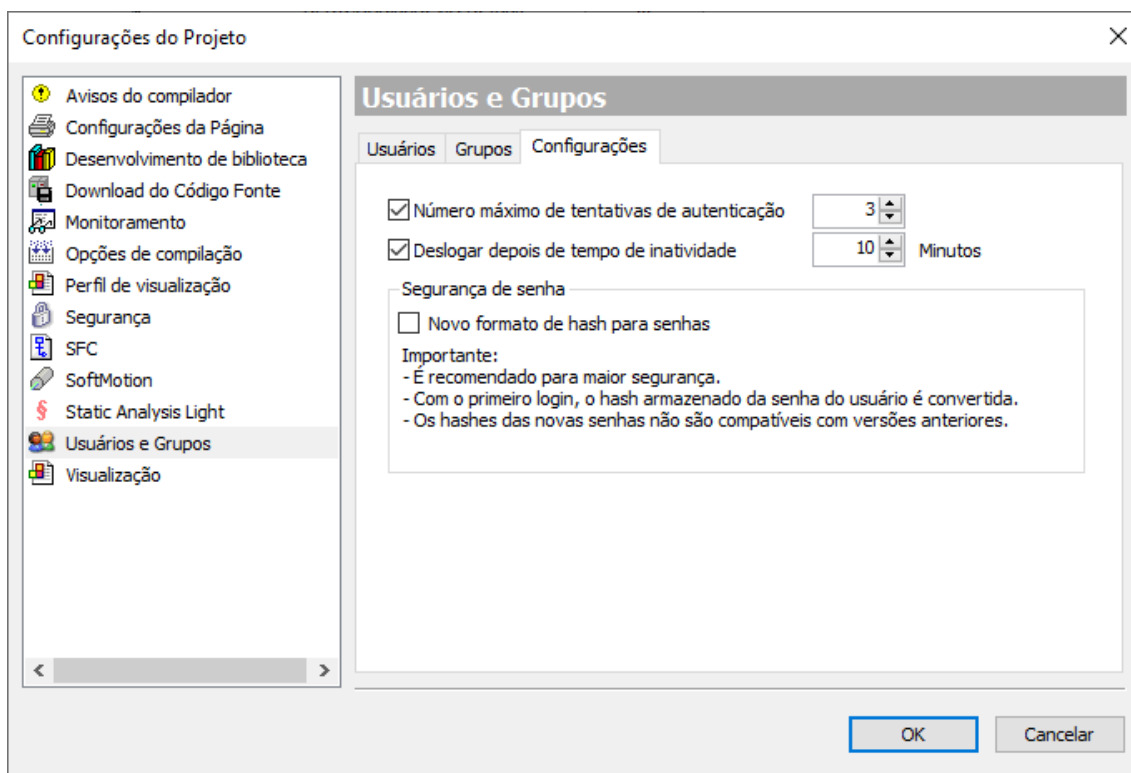 Configurações do Projeto
Avisos do compilador
Configurações da Página
Desenvolvimento de biblioteca
Download do Código Fonte
Monitoramento
Opções de compilação
Perfil de visualização
Segurança
SFC
SoftMotion
Static Analysis Light
Usuários e Grupos
Visualização
Usuários e Grupos
Usuários Grupos Configurações
Número máximo de tentativas de autenticação 3
Deslogar depois de tempo de inatividade 10 Minutos
Segurança de senha
Novo formato de hash para senhas
Importante:
- É recomendado para maior segurança.
- Com o primeiro login, o hash armazenado da senha do usuário é convertida.
- Os hashes das novas senhas não são compatíveis com versões anteriores.
OK Cancelar